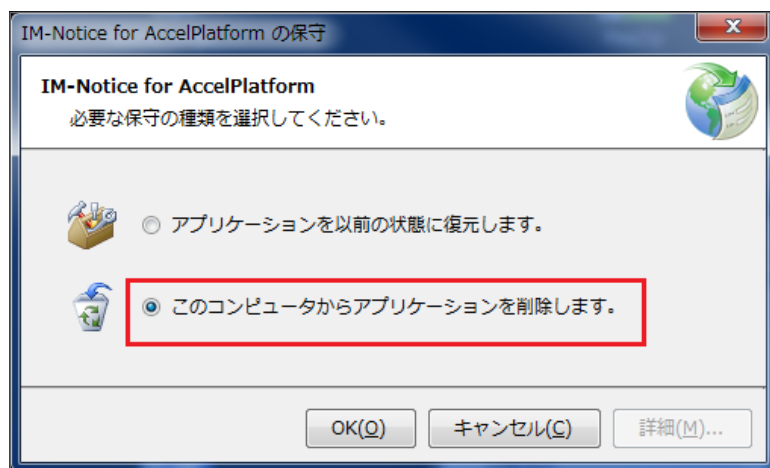 IM-Notice for AccelPlatform の保守
IM-Notice for AccelPlatform
必要な保守の種類を選択してください。
アプリケーションを以前の状態に復元します。
このコンピュータからアプリケーションを削除します。
OK(O) キャンセル(C) 詳細(M)...